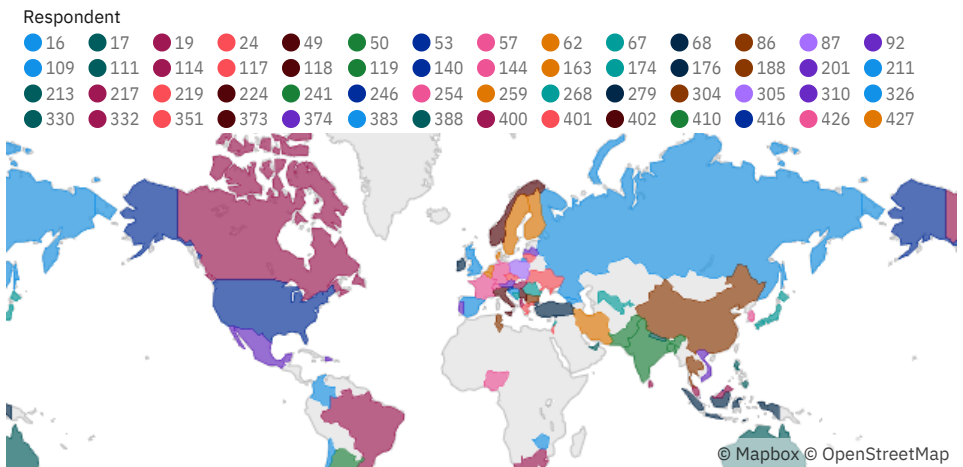 Respondent
16 17 19 24 49 50 53 57 62 67 68 86 87 92
109 111 114 117 118 119 140 144 163 174 176 188 201 211
213 217 219 224 241 246 254 259 268 279 304 305 310 326
330 332 351 373 374 383 388 400 401 402 410 416 426 427
© Mapbox © OpenStreetMap